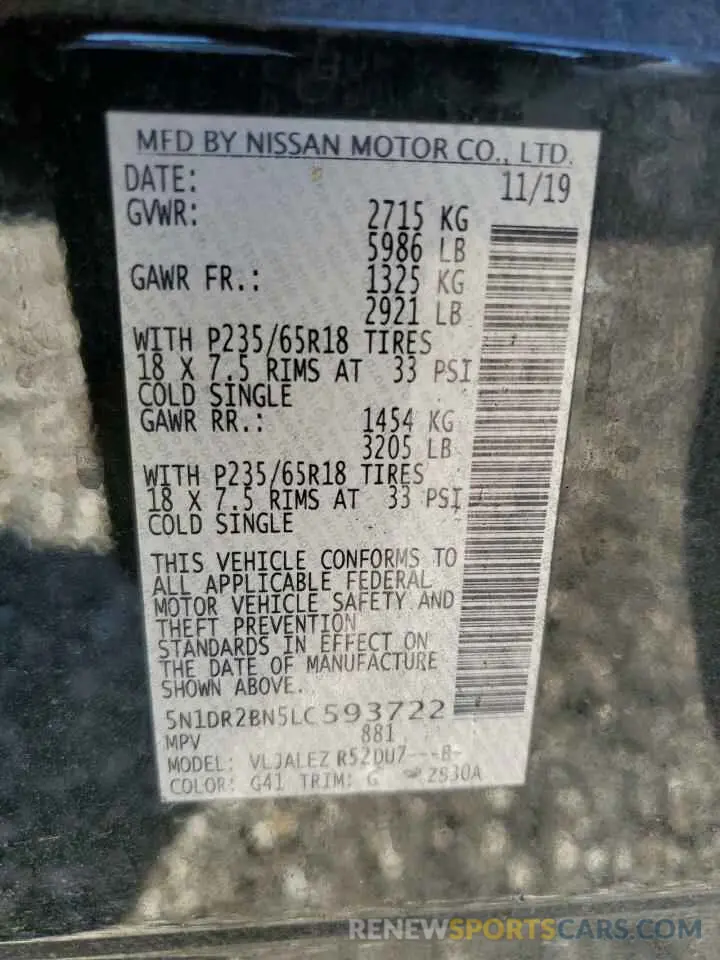 MFD BY NISSAN MOTOR CO., LTD.
DATE: 11/19
GVWR: 2715 KG
5986 LB
GAWR FR.: 1325 KG
2921 LB
WITH P235/65R18 TIRES
18 X 7.5 RIMS AT 33 PSI
COLD SINGLE
GAWR RR.: 1454 KG
3205 LB
WITH P235/65R18 TIRES
18 X 7.5 RIMS AT 33 PSI
COLD SINGLE
THIS VEHICLE CONFORMS TO
ALL APPLICABLE FEDERAL
MOTOR VEHICLE SAFETY AND
THEFT PREVENTION
STANDARDS IN EFFECT ON
THE DATE OF MANUFACTURE
SHOWN ABOVE.
5N1DR2BN5LC593722
MPV 881
MODEL: VLJALEZ R52DU7---B-
COLOR: G41 TRIM: G 2830A
RENEWSPORTSCARS.COM